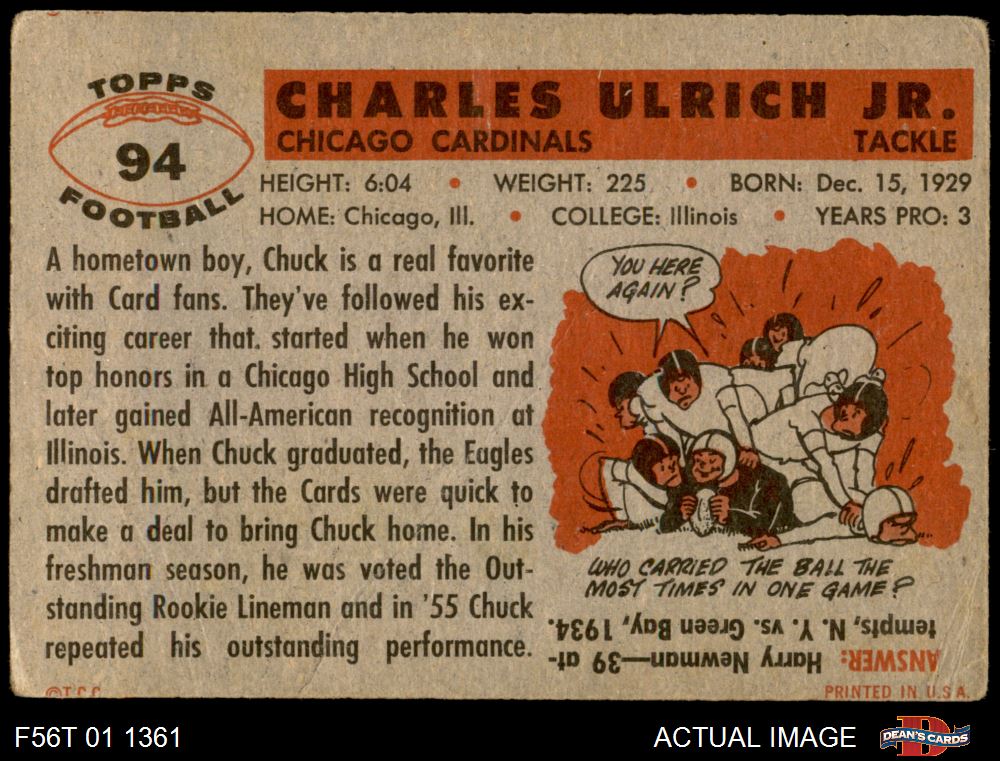 TOPPS
94
FOOTBALL
CHARLES ULRICH JR.
CHICAGO CARDINALS TACKLE
HEIGHT: 6:04 • WEIGHT: 225 • BORN: Dec. 15, 1929
HOME: Chicago, Ill. • COLLEGE: Illinois • YEARS PRO: 3
A hometown boy, Chuck is a real favorite
with Card fans. They've followed his ex-
citing career that. started when he won
top honors in a Chicago High School and
later gained All-American recognition at
Illinois. When Chuck graduated, the Eagles
drafted him, but the Cards were quick to
make a deal to bring Chuck home. In his
freshman season, he was voted the Out-
standing Rookie Lineman and in '55 Chuck
repeated his outstanding performance.
YOU HERE
AGAIN?
WHO CARRIED THE BALL THE
MOST TIMES IN ONE GAME?
ANSWER: Harry Newman—39 at-
tempts, N. Y. vs. Green Bay, 1934.
©T.C.G.
PRINTED IN U.S.A.
F56T 01 1361
ACTUAL IMAGE
D
DEAN'S CARDS